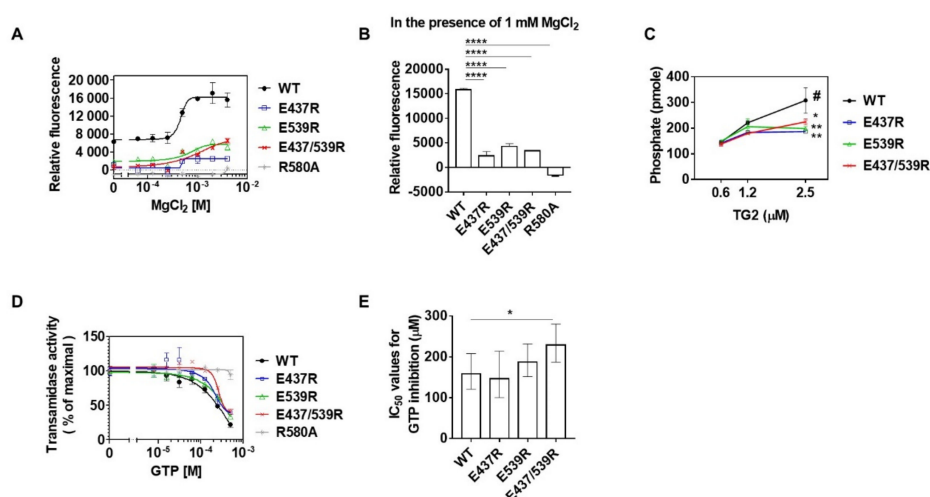 A
Relative fluorescence
20 000
16 000
12 000
8 000
4 000
0
0
10⁻⁴
10⁻³
10⁻²
MgCl₂ [M]
WT
E437R
E539R
E437/539R
R580A
B
In the presence of 1 mM MgCl₂
****
****
****
****
Relative fluorescence
15000
10000
5000
0
-5000
WT
E437R
E539R
E437/539R
R580A
C
Phosphate (pmole)
400
300
200
100
0
0.6
1.2
2.5
TG2 (μM)
#
*
**
**
WT
E437R
E539R
E437/539R
D
Transamidase activity
( % of maximal)
150
100
50
0
0
10⁻⁵
10⁻⁴
10⁻³
GTP [M]
WT
E437R
E539R
E437/539R
R580A
E
IC₅₀ values for
GTP inhibition (μM)
300
200
100
0
*
WT
E437R
E539R
E437/539R